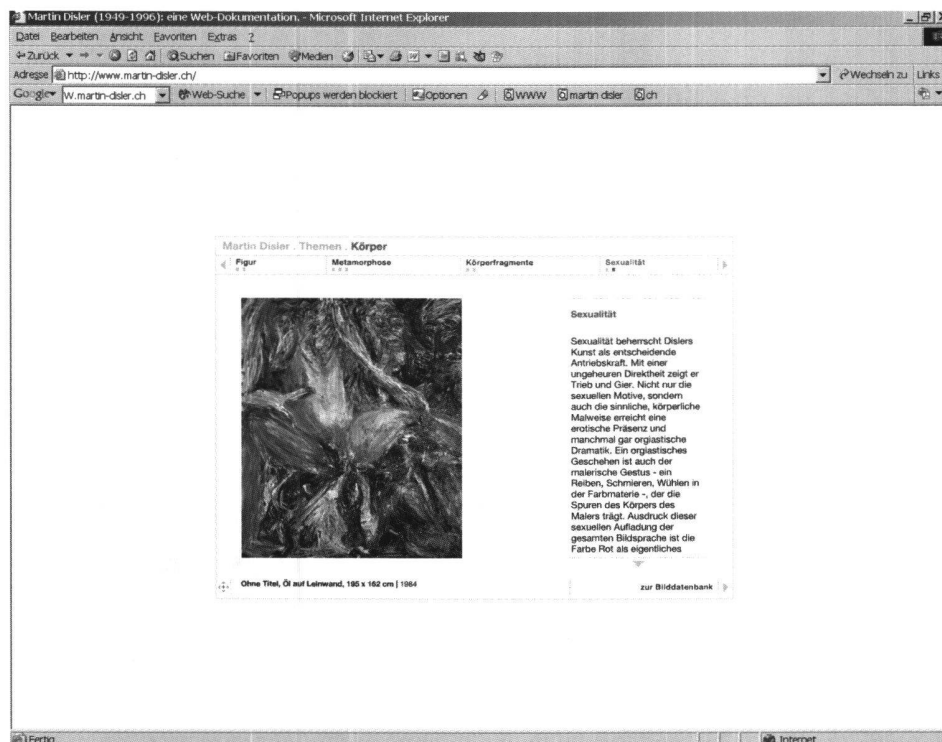 Martin Disler (1949-1996): eine Web-Dokumentation. - Microsoft Internet Explorer
Datei Bearbeiten Ansicht Favoriten Extras ?
Zurück Suchen Favoriten Medien
Adresse http://www.martin-disler.ch/ Wechseln zu Links
Google W.martin-disler.ch Web-Suche Popups werden blockiert Optionen WWW martin disler ch
Martin Disler . Themen . Körper
Figur Metamorphose Körperfragmente Sexualität
Sexualität
Sexualität beherrscht Dislers
Kunst als entscheidende
Antriebskraft. Mit einer
ungeheuren Direktheit zeigt er
Trieb und Gier. Nicht nur die
sexuellen Motive, sondern
auch die sinnliche, körperliche
Malweise erreicht eine
erotische Präsenz und
manchmal gar orgiastische
Dramatik. Ein orgiastisches
Geschehen ist auch der
malerische Gestus - ein
Reiben, Schmieren, Wühlen in
der Farbmaterie -, der die
Spuren des Körpers des
Malers trägt. Ausdruck dieser
sexuellen Aufladung der
gesamten Bildsprache ist die
Farbe Rot als eigentliches
Ohne Titel, Öl auf Leinwand, 195 x 162 cm | 1984
zur Bilddatenbank
Fertig Internet